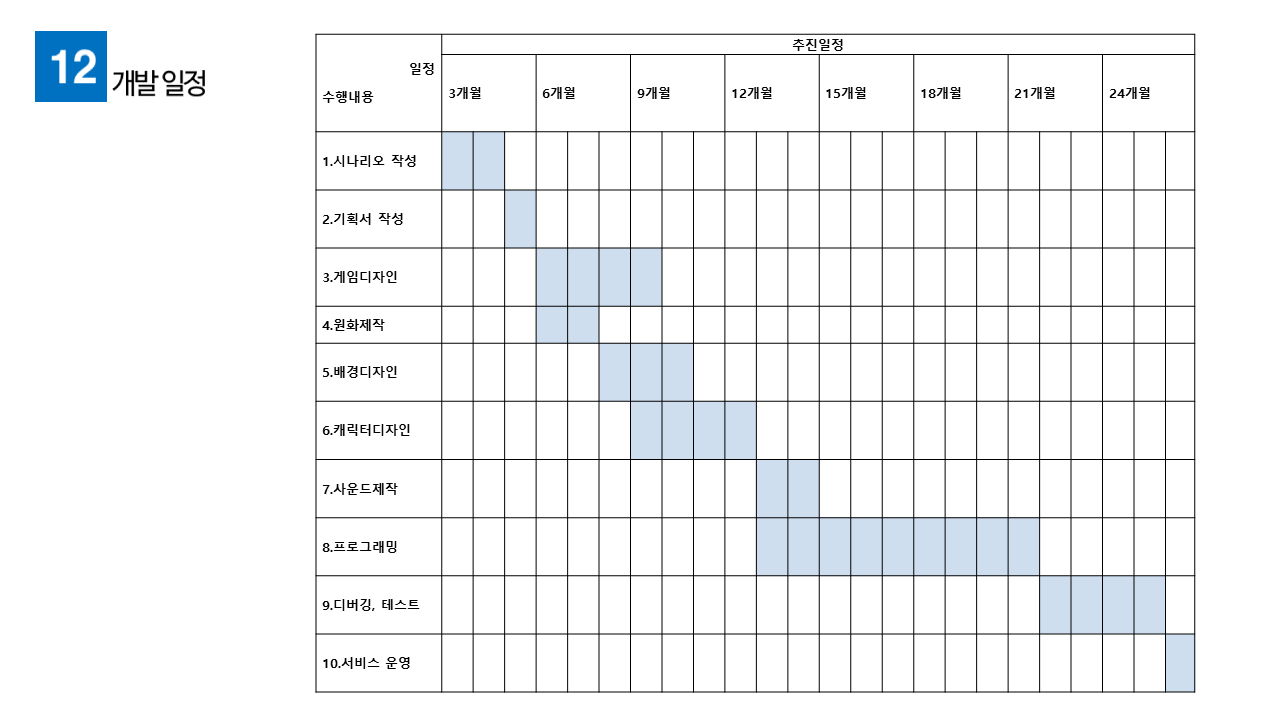 12 개발 일정
추진일정
일정
수행내용
3개월 6개월 9개월 12개월 15개월 18개월 21개월 24개월
1.시나리오 작성
2.기획서 작성
3.게임디자인
4.원화제작
5.배경디자인
6.캐릭터디자인
7.사운드제작
8.프로그래밍
9.디버깅, 테스트
10.서비스 운영